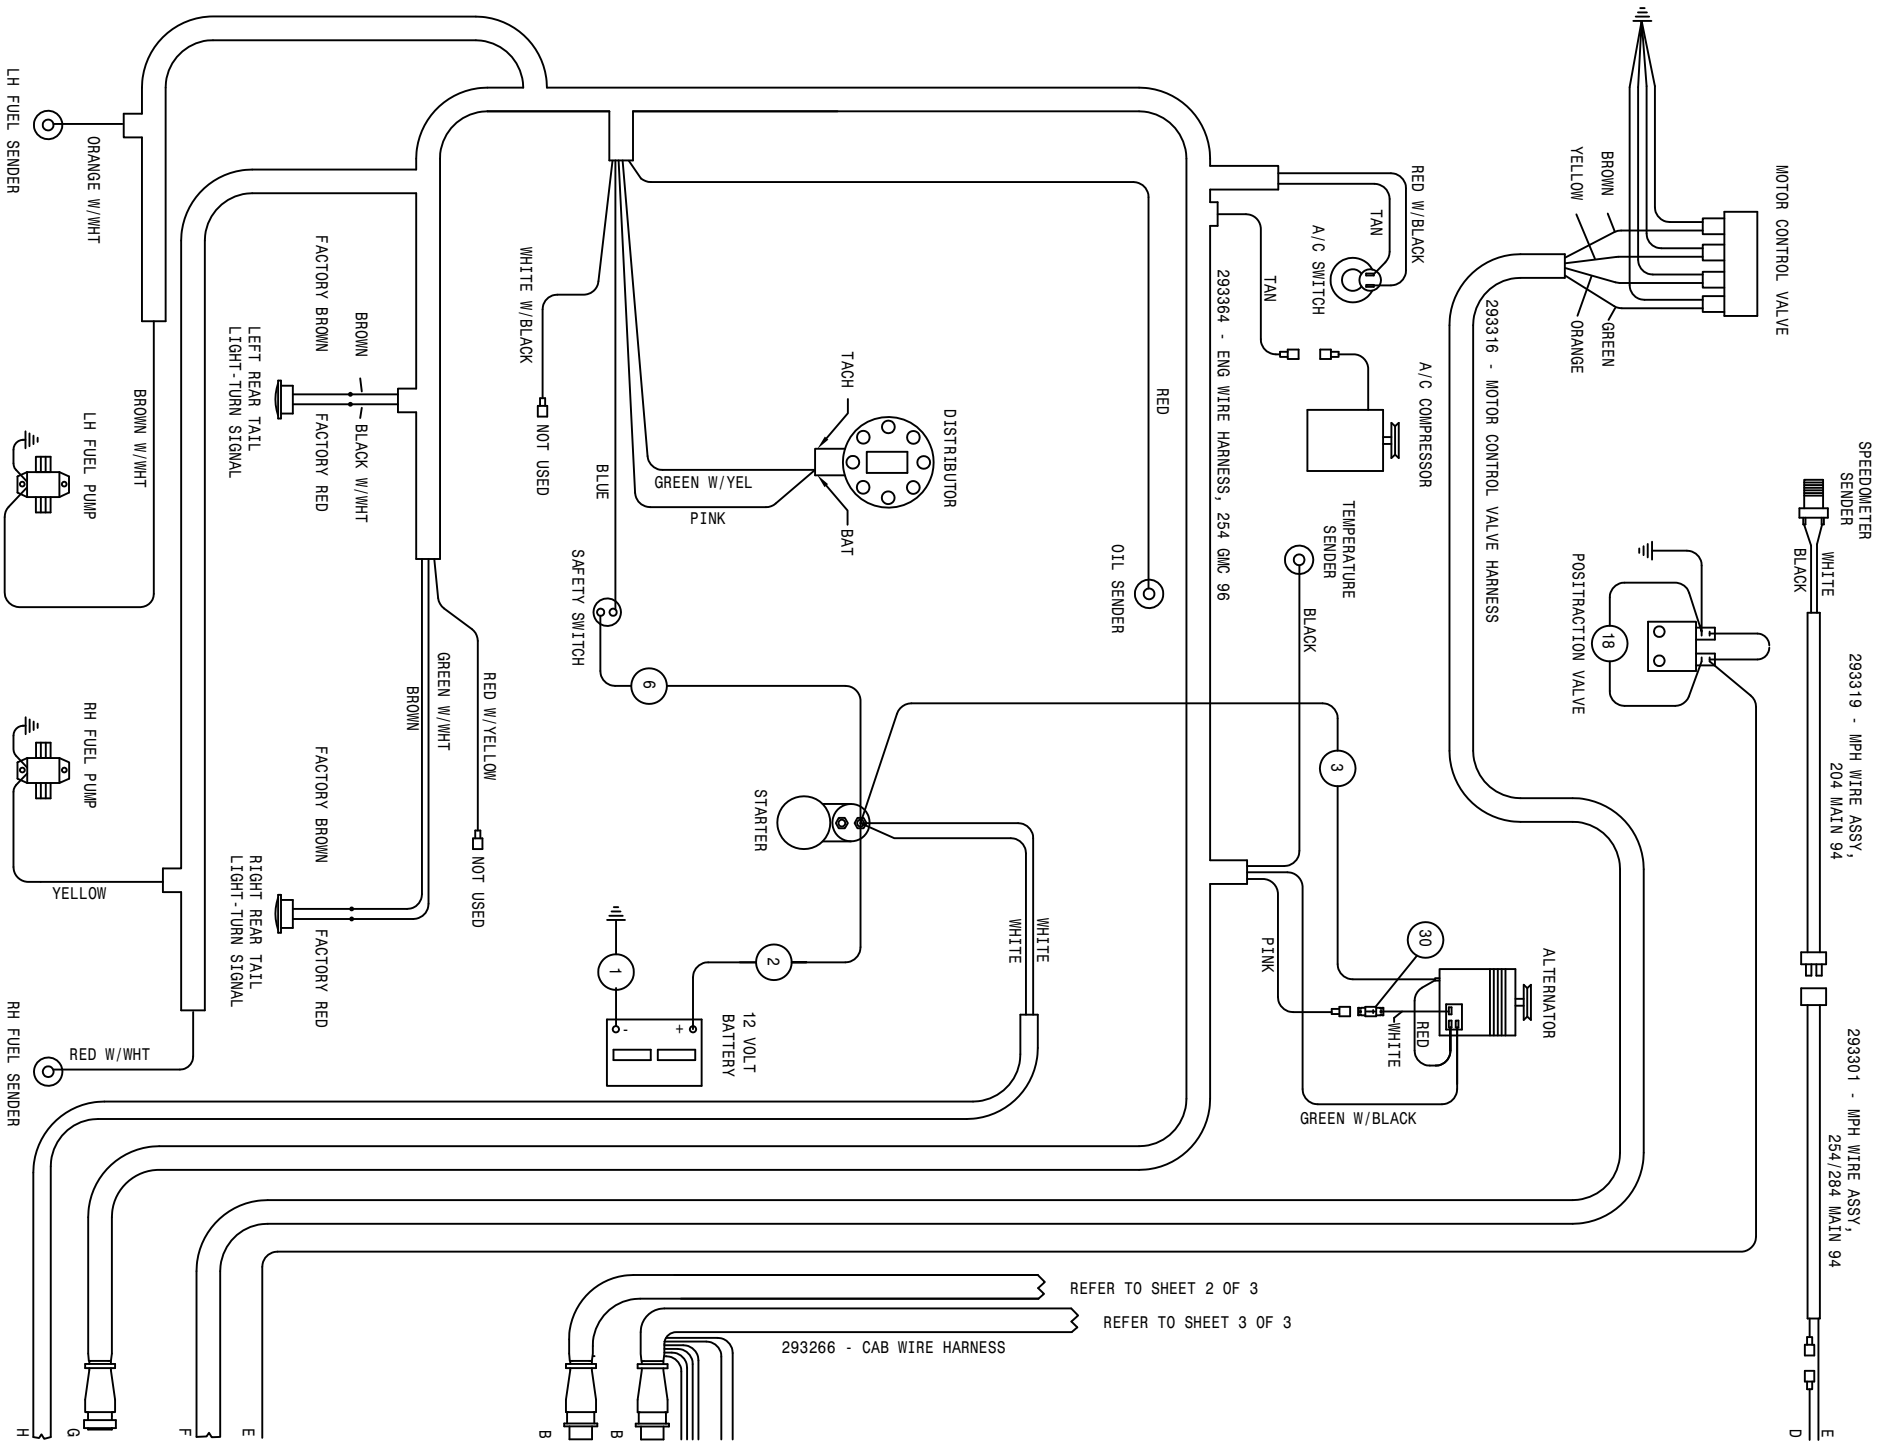 MOTOR CONTROL VALVE
BROWN
YELLOW
GREEN
ORANGE
293316 - MOTOR CONTROL VALVE HARNESS
SPEEDOMETER
SENDER
WHITE
BLACK
293319 - MPH WIRE ASSY,
204 MAIN 94
293301 - MPH WIRE ASSY,
254/284 MAIN 94
E
D
POSITRACTION VALVE
18
RED W/BLACK
TAN
A/C SWITCH
TAN
A/C COMPRESSOR
293364 - ENG WIRE HARNESS, 254 GMC 96
TEMPERATURE
SENDER
BLACK
RED
OIL SENDER
3
30
ALTERNATOR
PINK
WHITE
RED
GREEN W/BLACK
DISTRIBUTOR
TACH
BAT
GREEN W/YEL
PINK
WHITE W/BLACK
NOT USED
BLUE
SAFETY SWITCH
6
STARTER
WHITE
WHITE
2
1
12 VOLT
BATTERY
-
+
LH FUEL SENDER
ORANGE W/WHT
BROWN W/WHT
LH FUEL PUMP
FACTORY BROWN
BROWN
LEFT REAR TAIL
LIGHT-TURN SIGNAL
FACTORY RED
BLACK W/WHT
RED W/YELLOW
GREEN W/WHT
BROWN
NOT USED
RH FUEL PUMP
YELLOW
FACTORY BROWN
RIGHT REAR TAIL
LIGHT-TURN SIGNAL
FACTORY RED
RH FUEL SENDER
RED W/WHT
REFER TO SHEET 2 OF 3
REFER TO SHEET 3 OF 3
293266 - CAB WIRE HARNESS
H
G
F
E
B
B